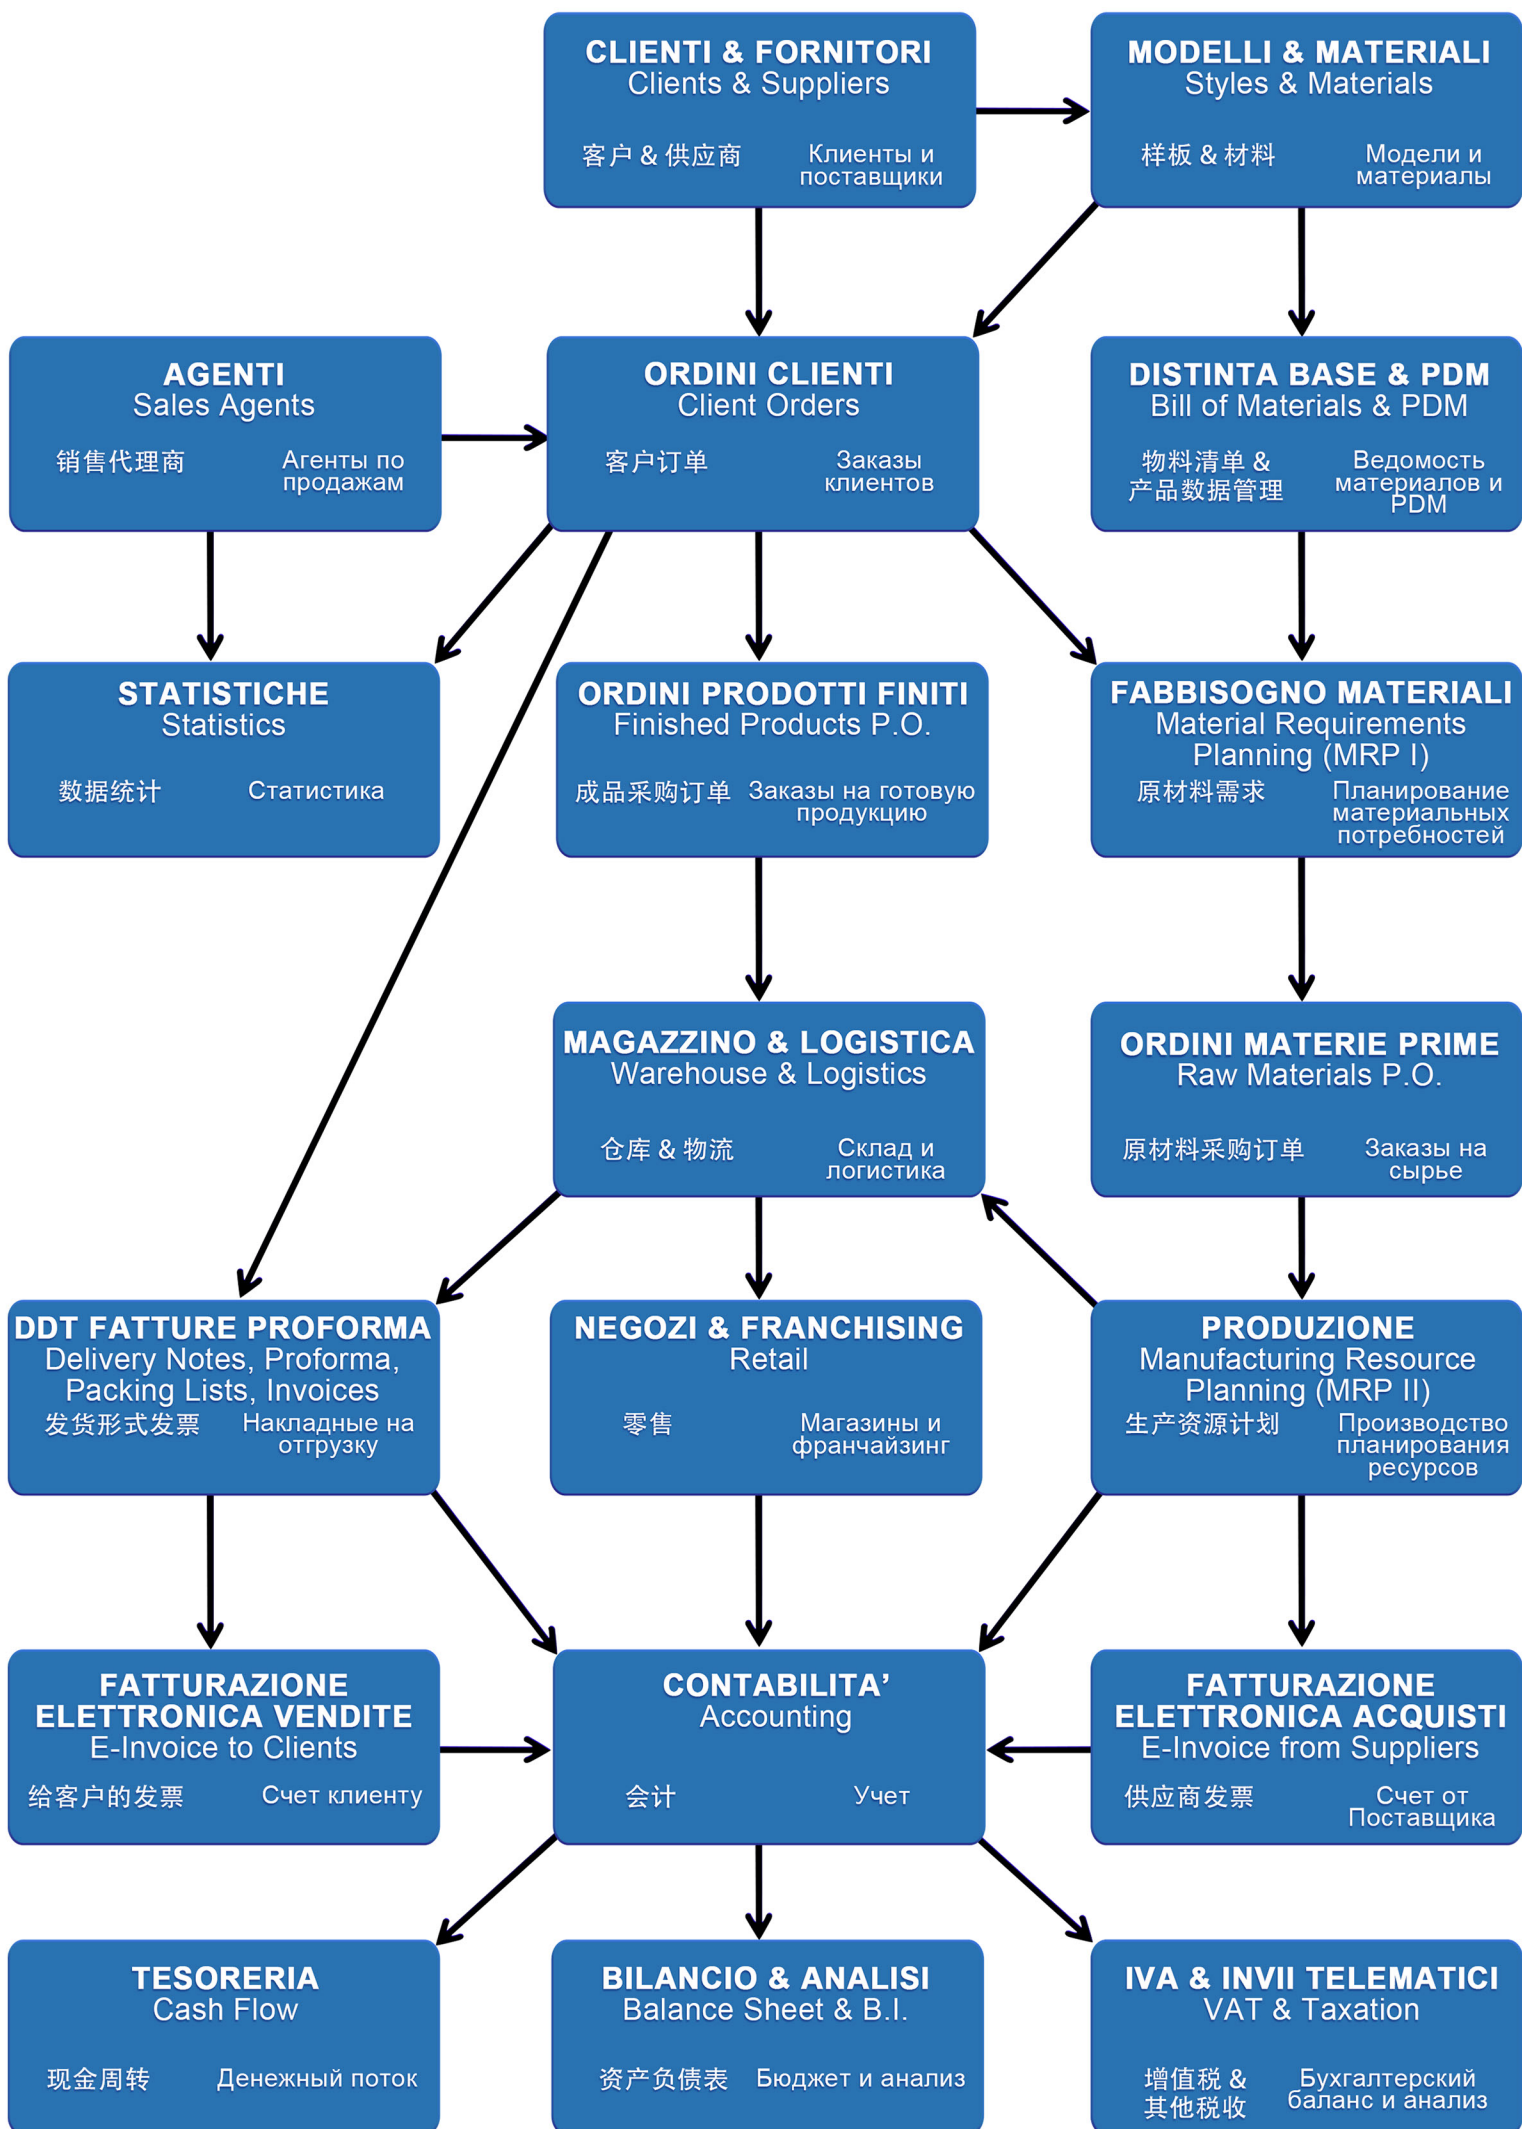 CLIENTI & FORNITORI
Clients & Suppliers
客户 & 供应商
Клиенты и
поставщики
MODELLI & MATERIALI
Styles & Materials
样板 & 材料
Модели и
материалы
AGENTI
Sales Agents
销售代理商
Агенты по
продажам
ORDINI CLIENTI
Client Orders
客户订单
Заказы
клиентов
DISTINTA BASE & PDM
Bill of Materials & PDM
物料清单 &
产品数据管理
Ведомость
материалов и
PDM
STATISTICHE
Statistics
数据统计
Статистика
ORDINI PRODOTTI FINITI
Finished Products P.O.
成品采购订单
Заказы на готовую
продукцию
FABBISOGNO MATERIALI
Material Requirements
Planning (MRP I)
原材料需求
Планирование
материальных
потребностей
MAGAZZINO & LOGISTICA
Warehouse & Logistics
仓库 & 物流
Склад и
логистика
ORDINI MATERIE PRIME
Raw Materials P.O.
原材料采购订单
Заказы на
сырье
DDT FATTURE PROFORMA
Delivery Notes, Proforma,
Packing Lists, Invoices
发货形式发票
Накладные на
отгрузку
NEGOZI & FRANCHISING
Retail
零售
Магазины и
франчайзинг
PRODUZIONE
Manufacturing Resource
Planning (MRP II)
生产资源计划
Производство
планирования
ресурсов
FATTURAZIONE
ELETTRONICA VENDITE
E-Invoice to Clients
给客户的发票
Счет клиенту
CONTABILITA’
Accounting
会计
Учет
FATTURAZIONE
ELETTRONICA ACQUISTI
E-Invoice from Suppliers
供应商发票
Счет от
Поставщика
TESORERIA
Cash Flow
现金周转
Денежный поток
BILANCIO & ANALISI
Balance Sheet & B.I.
资产负债表
Бюджет и анализ
IVA & INVII TELEMATICI
VAT & Taxation
增值税 &
其他税收
Бухгалтерский
баланс и анализ